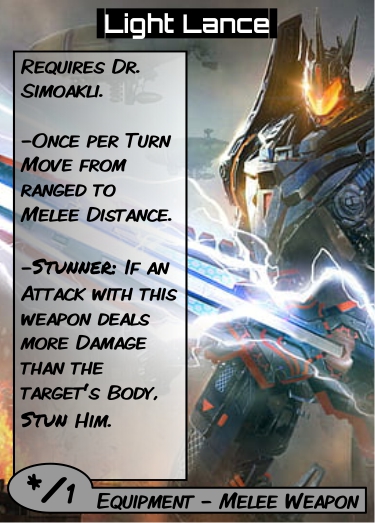 Light Lance
Requires Dr.
Simoakli.
-Once per Turn
Move from
ranged to
Melee Distance.
-Stunner: If an
Attack with this
weapon deals
more Damage
than the
target's Body,
Stun Him.
*/1
Equipment - Melee Weapon